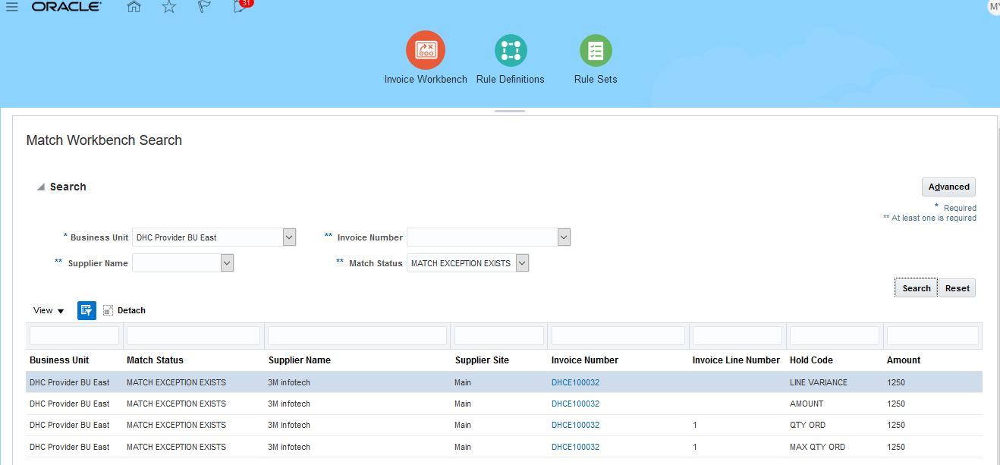 ORACLE
31
MY
Invoice Workbench Rule Definitions Rule Sets
Match Workbench Search
Search
Advanced
* Required
** At least one is required
* Business Unit DHC Provider BU East ** Invoice Number
** Supplier Name ** Match Status MATCH EXCEPTION EXISTS
Search Reset
View Detach
Business Unit Match Status Supplier Name Supplier Site Invoice Number Invoice Line Number Hold Code Amount
DHC Provider BU East MATCH EXCEPTION EXISTS 3M infotech Main DHCE100032 LINE VARIANCE 1250
DHC Provider BU East MATCH EXCEPTION EXISTS 3M infotech Main DHCE100032 AMOUNT 1250
DHC Provider BU East MATCH EXCEPTION EXISTS 3M infotech Main DHCE100032 1 QTY ORD 1250
DHC Provider BU East MATCH EXCEPTION EXISTS 3M infotech Main DHCE100032 1 MAX QTY ORD 1250